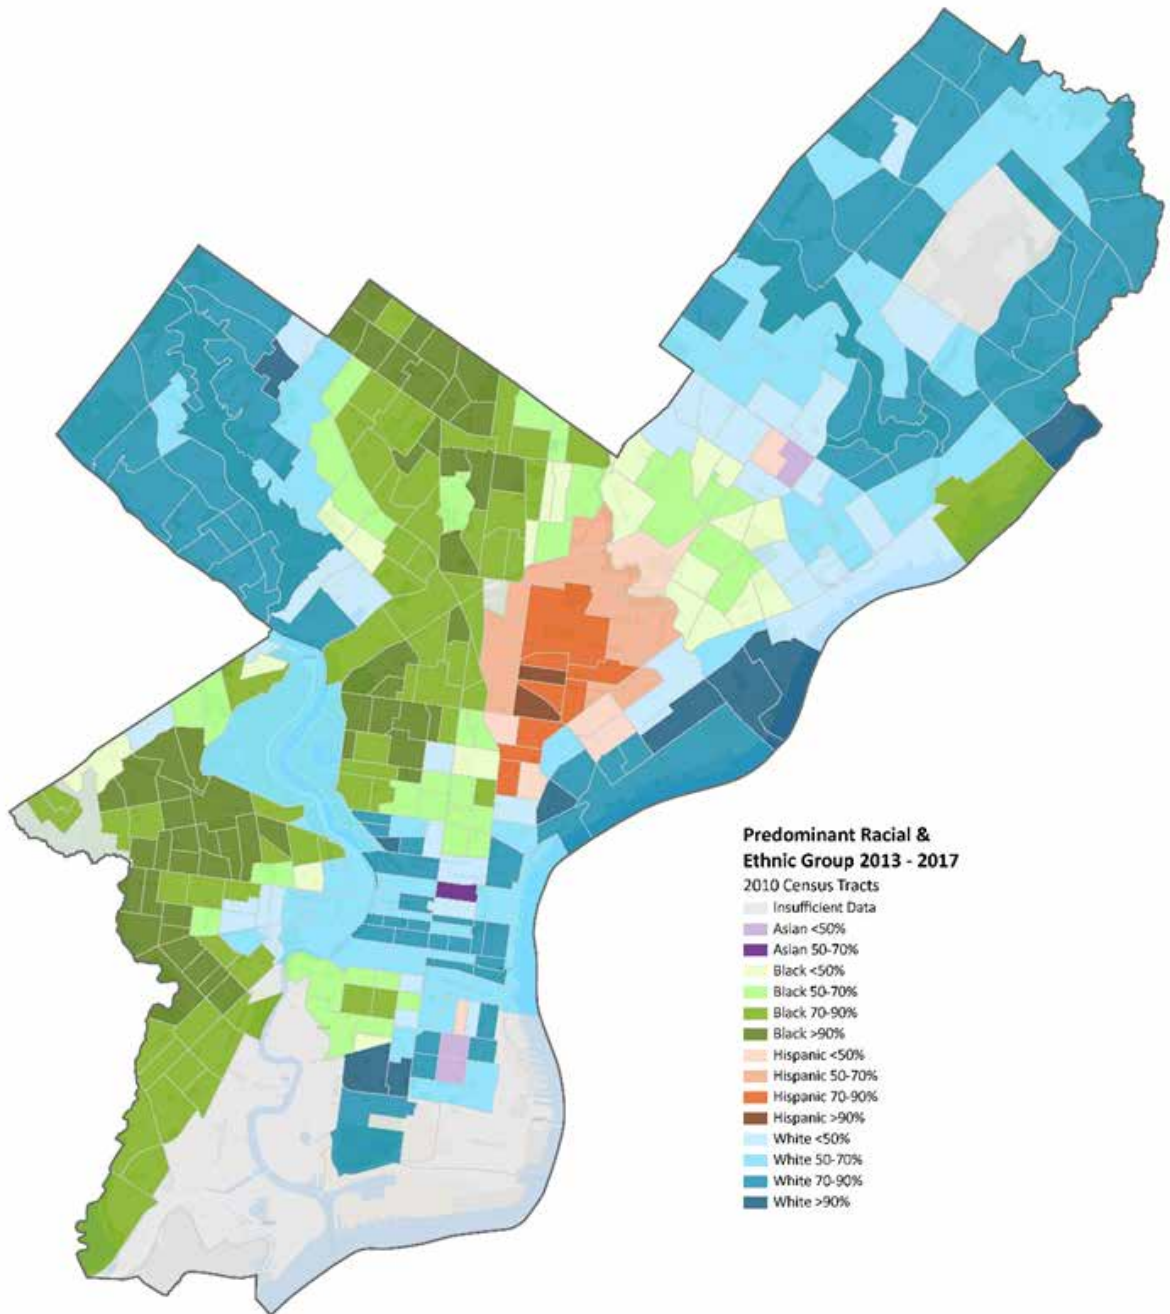 Predominant Racial &
Ethnic Group 2013 - 2017
2010 Census Tracts
Insufficient Data
Asian <50%
Asian 50-70%
Black <50%
Black 50-70%
Black 70-90%
Black >90%
Hispanic <50%
Hispanic 50-70%
Hispanic 70-90%
Hispanic >90%
White <50%
White 50-70%
White 70-90%
White >90%